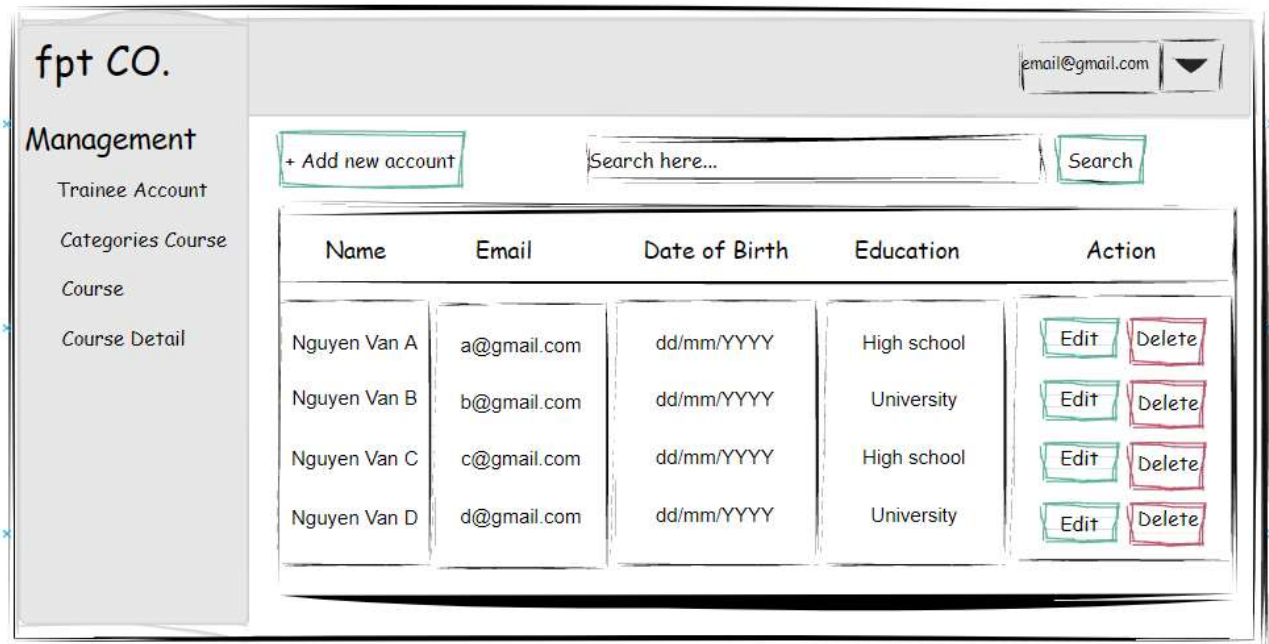 fpt CO.
email@gmail.com
Management
Trainee Account
Categories Course
Course
Course Detail
+ Add new account
Search here...
Search
Name Email Date of Birth Education Action
Nguyen Van A a@gmail.com dd/mm/YYYY High school Edit Delete
Nguyen Van B b@gmail.com dd/mm/YYYY University Edit Delete
Nguyen Van C c@gmail.com dd/mm/YYYY High school Edit Delete
Nguyen Van D d@gmail.com dd/mm/YYYY University Edit Delete